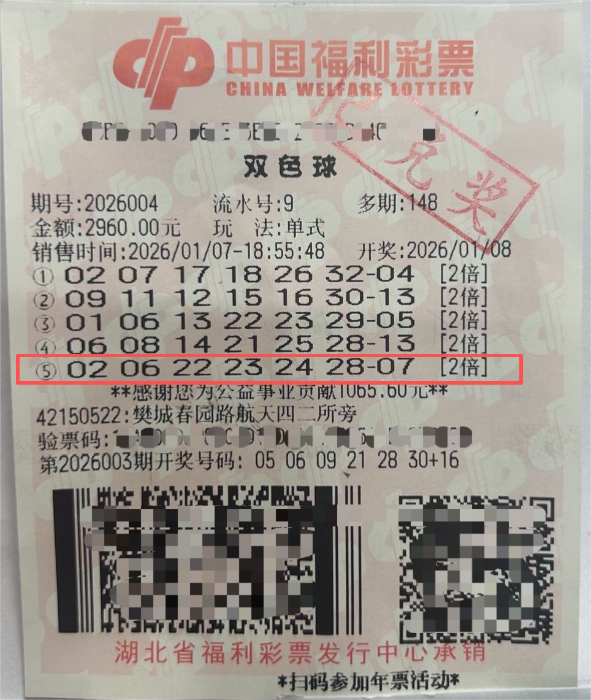 中国福利彩票
CHINA WELFARE LOTTERY
双色球
已兑奖
期号:2026004 流水号:9 多期:148
金额:2960.00元 玩 法:单式
销售时间:2026/01/07-18:55:48 开奖:2026/01/08
① 02 07 17 18 26 32-04 [2倍]
② 09 11 12 15 16 30-13 [2倍]
③ 01 06 13 22 23 29-05 [2倍]
④ 06 08 14 21 25 28-13 [2倍]
⑤ 02 06 22 23 24 28-07 [2倍]
**感谢您为公益事业贡献1065.60元**
42150522:樊城春园路航天四二所旁
验票码:
第2026003期开奖号码: 05 06 09 21 28 30+16
湖北省福利彩票发行中心承销
*扫码参加年票活动*